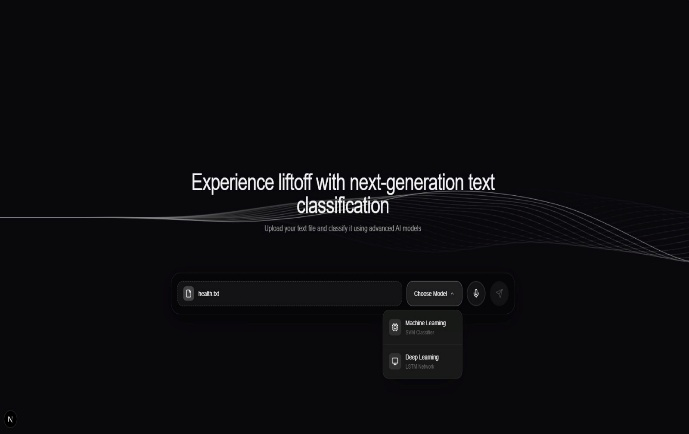 Experience liftoff with next-generation text
classification
Upload your text file and classify it using advanced AI models
health.txt
Choose Model
Machine Learning
SVM Classifier
Deep Learning
LSTM Network
N